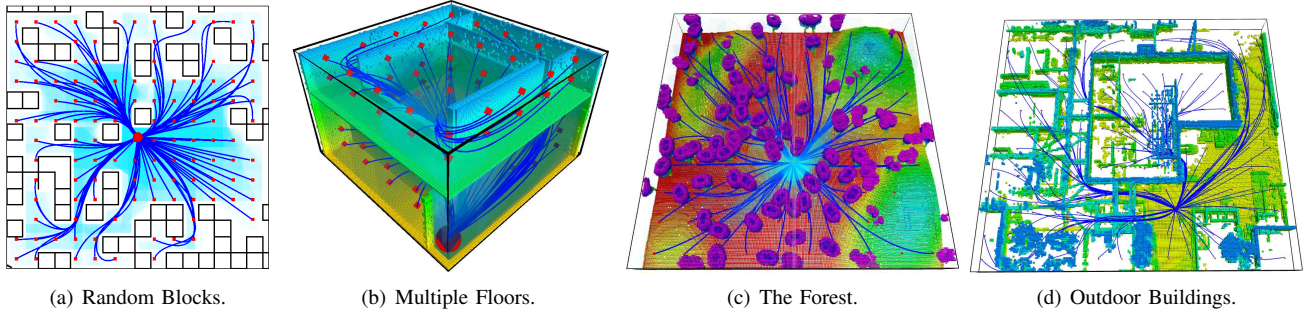 (a) Random Blocks.
(b) Multiple Floors.
(c) The Forest.
(d) Outdoor Buildings.